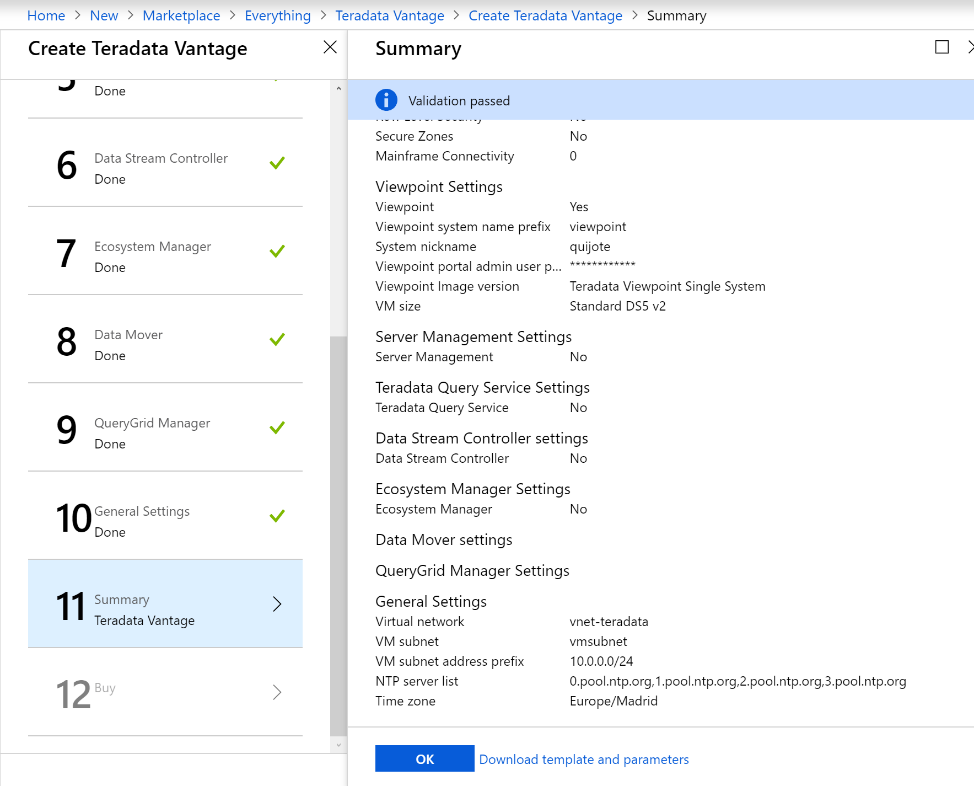 Home > New > Marketplace > Everything > Teradata Vantage > Create Teradata Vantage > Summary
Create Teradata Vantage
5
Done
6
Data Stream Controller
Done
7
Ecosystem Manager
Done
8
Data Mover
Done
9
QueryGrid Manager
Done
10
General Settings
Done
11
Summary
Teradata Vantage
12
Buy
Summary
Validation passed
Row Level Security No
Secure Zones No
Mainframe Connectivity 0
Viewpoint Settings
Viewpoint Yes
Viewpoint system name prefix viewpoint
System nickname quijote
Viewpoint portal admin user p... ************
Viewpoint Image version Teradata Viewpoint Single System
VM size Standard DS5 v2
Server Management Settings
Server Management No
Teradata Query Service Settings
Teradata Query Service No
Data Stream Controller settings
Data Stream Controller No
Ecosystem Manager Settings
Ecosystem Manager No
Data Mover settings
QueryGrid Manager Settings
General Settings
Virtual network vnet-teradata
VM subnet vmsubnet
VM subnet address prefix 10.0.0.0/24
NTP server list 0.pool.ntp.org,1.pool.ntp.org,2.pool.ntp.org,3.pool.ntp.org
Time zone Europe/Madrid
OK
Download template and parameters